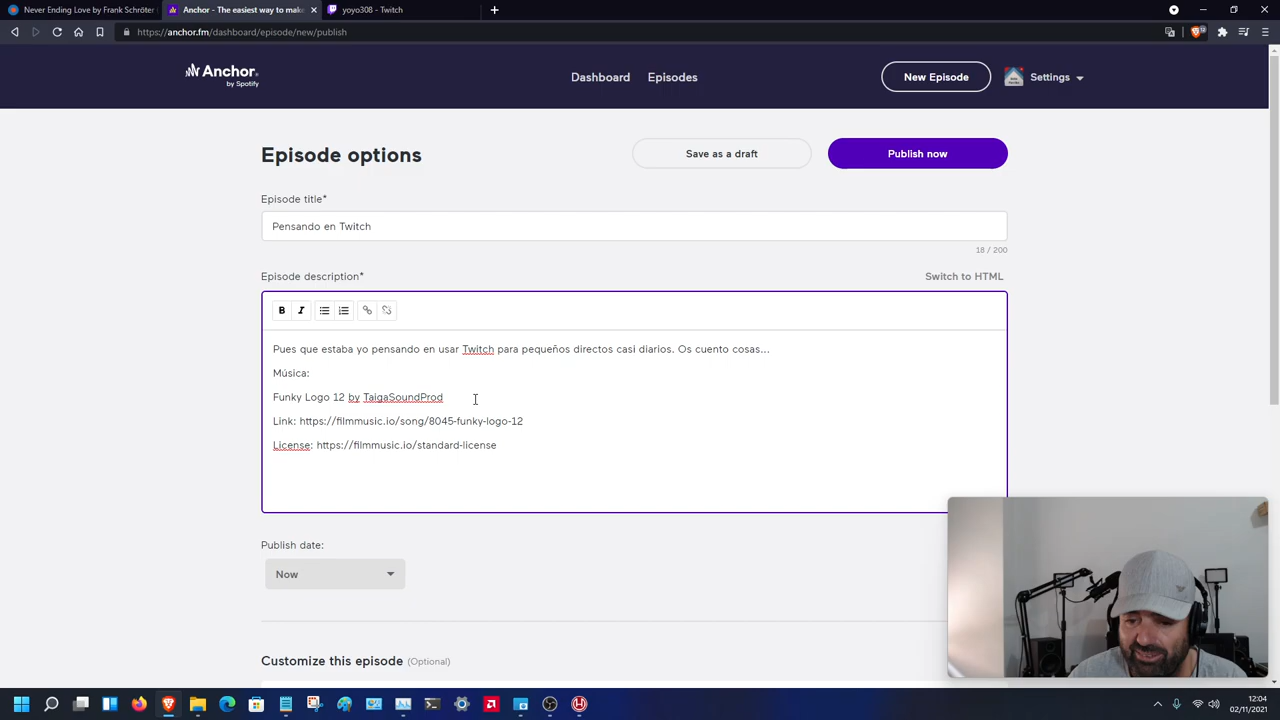 Never Ending Love by Frank Schröter
Anchor - The easiest way to make
yoyo308 - Twitch
https://anchor.fm/dashboard/episode/new/publish
Anchor
by Spotify
Dashboard
Episodes
New Episode
Settings
Episode options
Save as a draft
Publish now
Episode title*
Pensando en Twitch
18 / 200
Episode description*
Switch to HTML
B I
Pues que estaba yo pensando en usar Twitch para pequeños directos casi diarios. Os cuento cosas...
Música:
Funky Logo 12 by TaigaSoundProd
Link: https://filmmusic.io/song/8045-funky-logo-12
License: https://filmmusic.io/standard-license
Publish date:
Now
Customize this episode (Optional)
12:04
02/11/2021